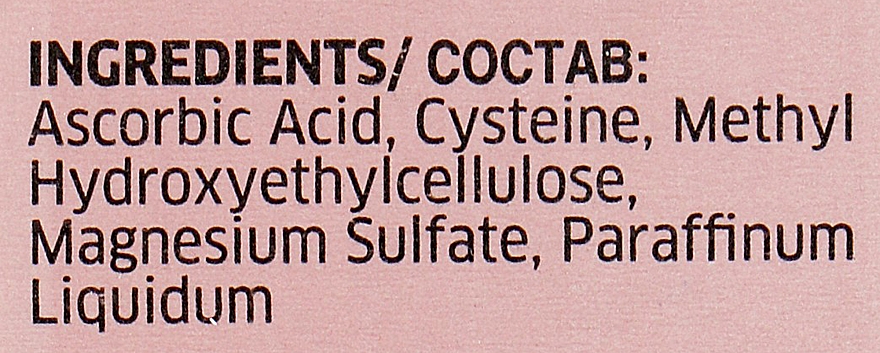 INGREDIENTS/ СОСТАВ:
Ascorbic Acid, Cysteine, Methyl
Hydroxyethylcellulose,
Magnesium Sulfate, Paraffinum
Liquidum